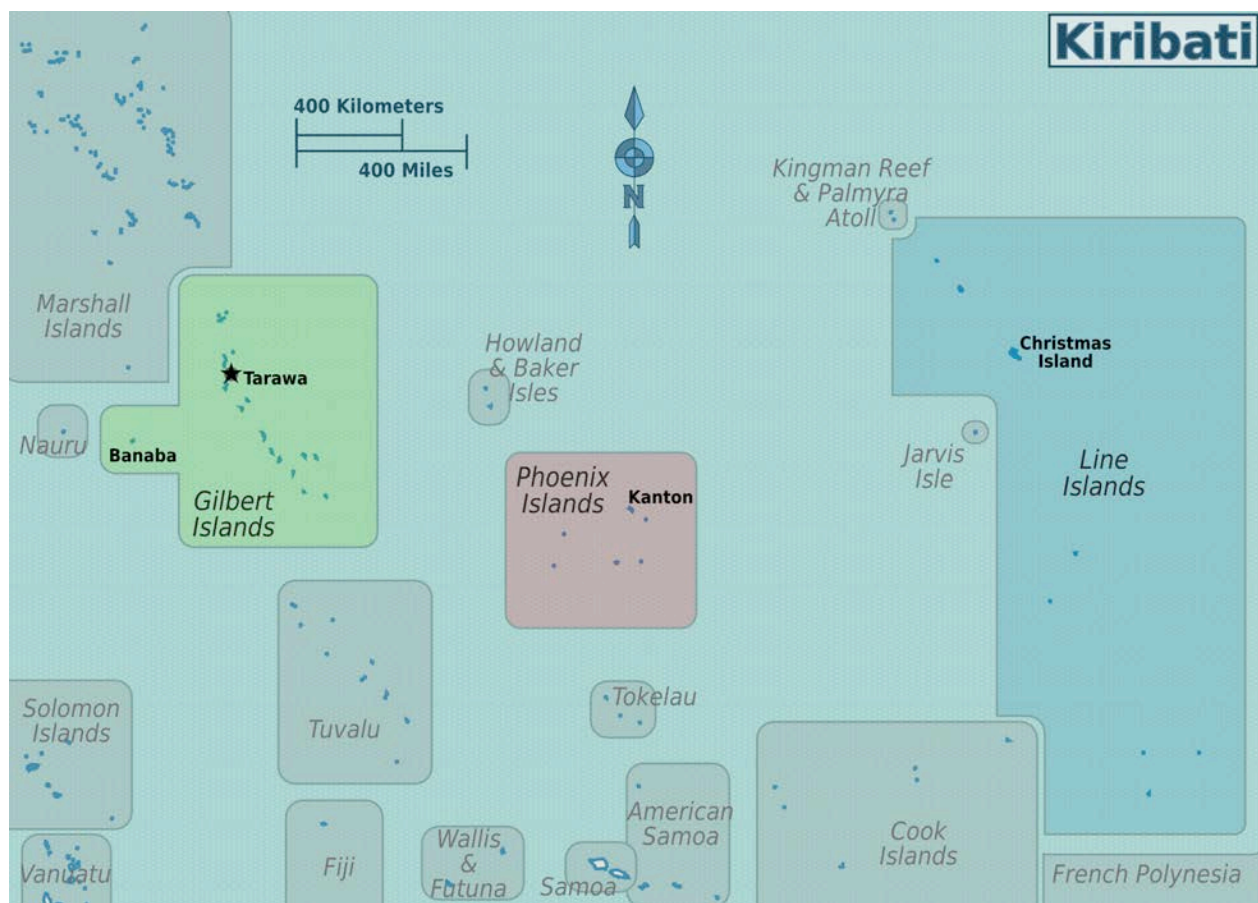 Kiribati
400 Kilometers
400 Miles
N
Kingman Reef
& Palmyra
Atoll
Marshall
Islands
Howland
& Baker
Isles
Christmas
Island
Tarawa
Nauru
Banaba
Gilbert
Islands
Phoenix
Islands
Kanton
Jarvis
Isle
Line
Islands
Solomon
Islands
Tuvalu
Tokelau
American
Samoa
Cook
Islands
Vanuatu
Fiji
Wallis
&
Futuna
Samoa
French Polynesia